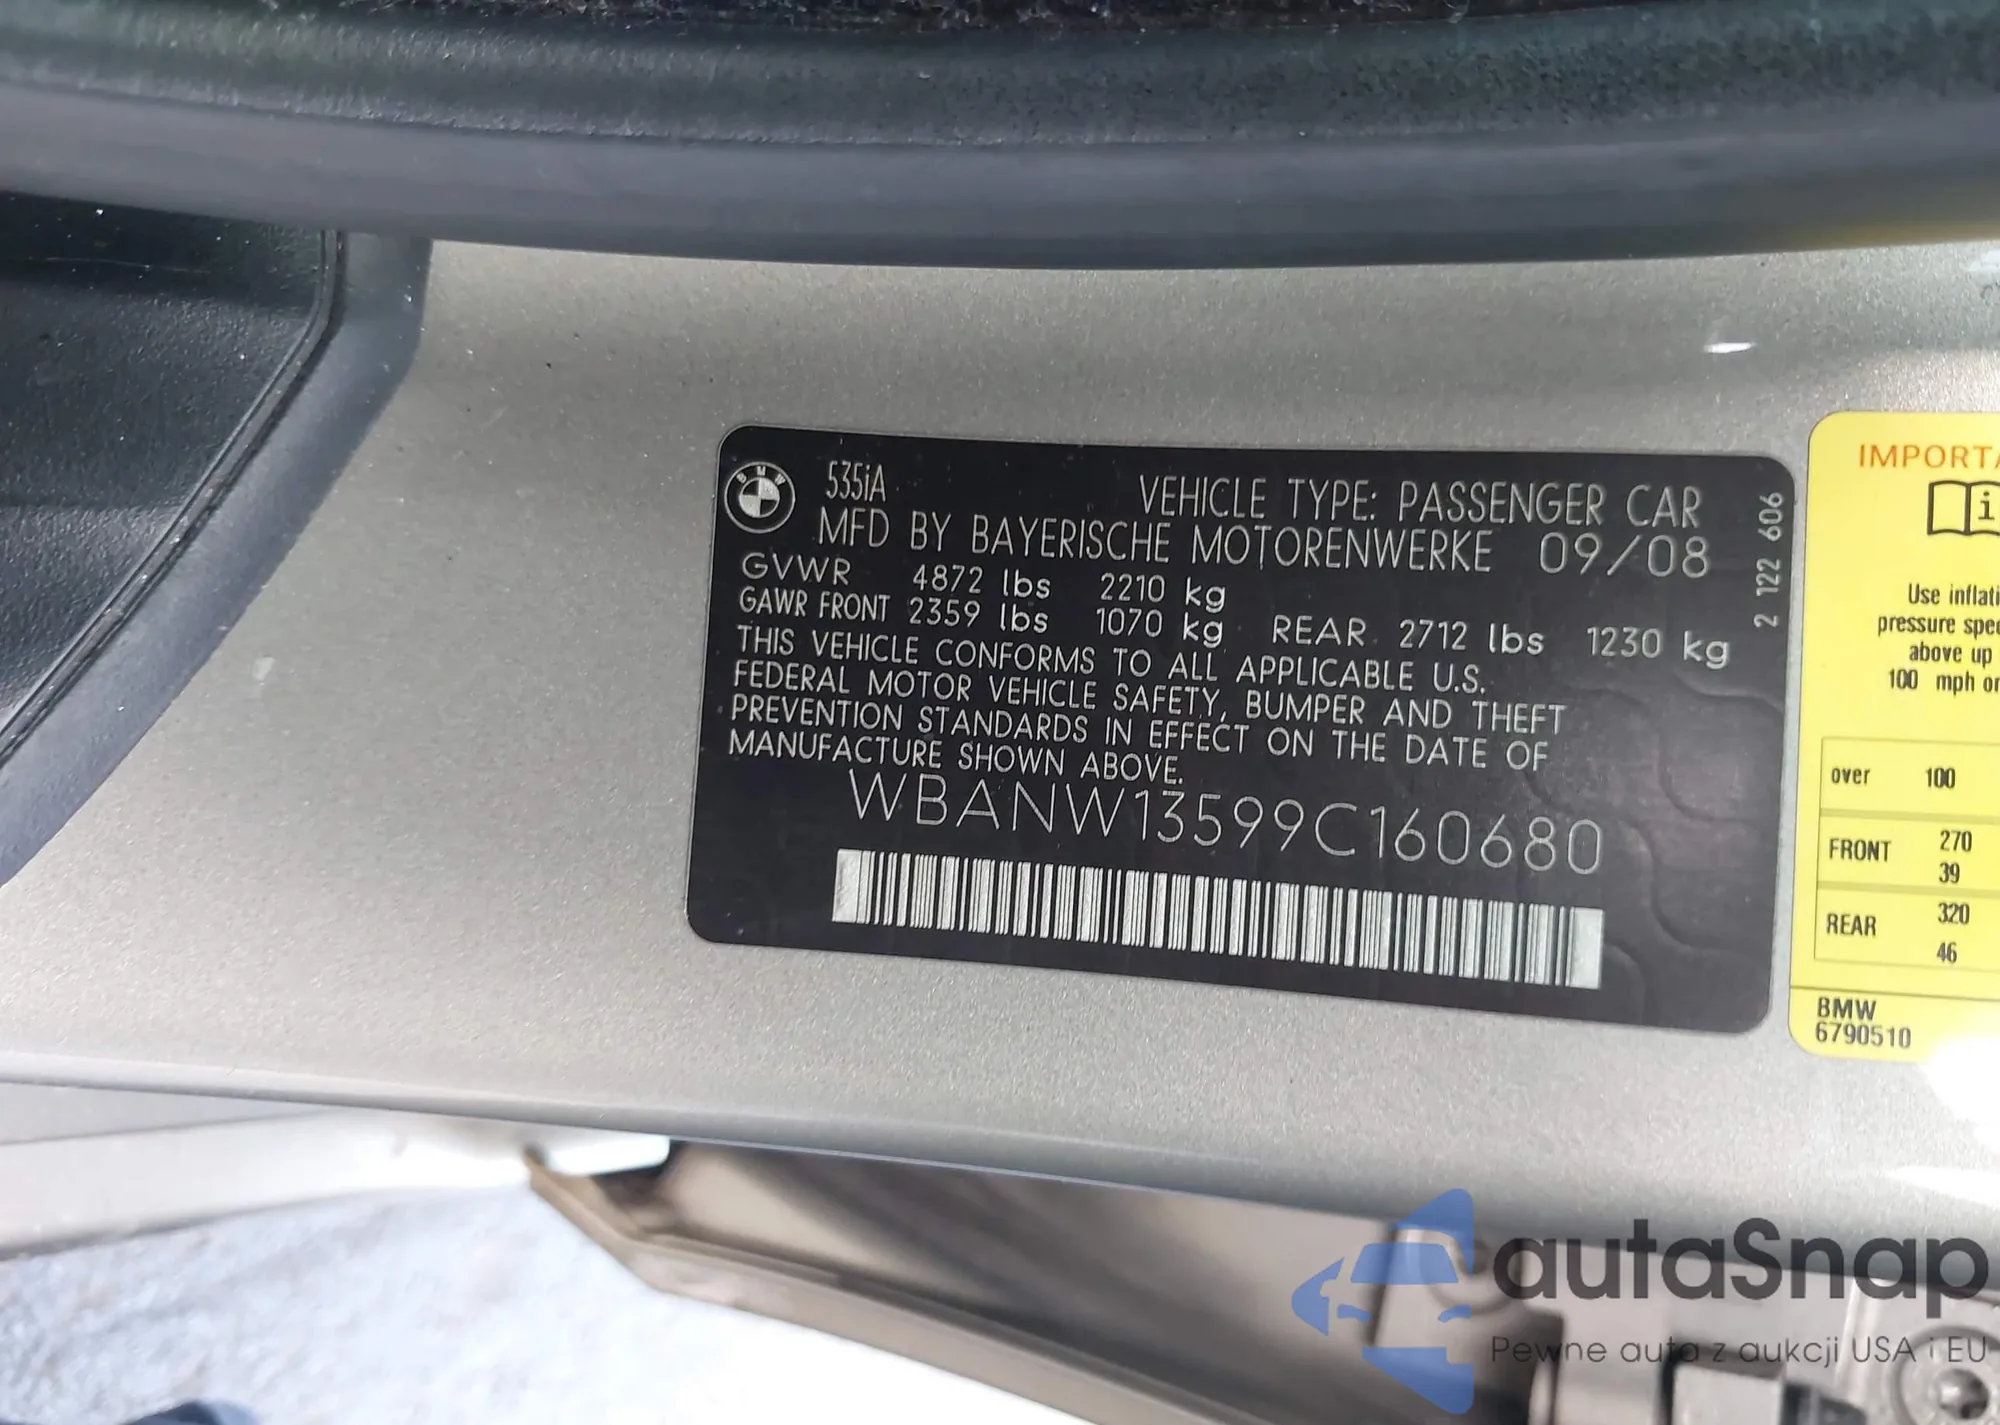 535iA
VEHICLE TYPE: PASSENGER CAR
MFD BY BAYERISCHE MOTORENWERKE 09/08
GVWR 4872 lbs 2210 kg
GAWR FRONT 2359 lbs 1070 kg REAR 2712 lbs 1230 kg
THIS VEHICLE CONFORMS TO ALL APPLICABLE U.S.
FEDERAL MOTOR VEHICLE SAFETY, BUMPER AND THEFT
PREVENTION STANDARDS IN EFFECT ON THE DATE OF
MANUFACTURE SHOWN ABOVE.
WBANW13599C160680
2 122 606
IMPORTA
Use inflati
pressure spe
above up
100 mph or
over 100
FRONT 270
39
REAR 320
46
BMW
6790510
autaSnap
Pewne auta z aukcji USA i EU